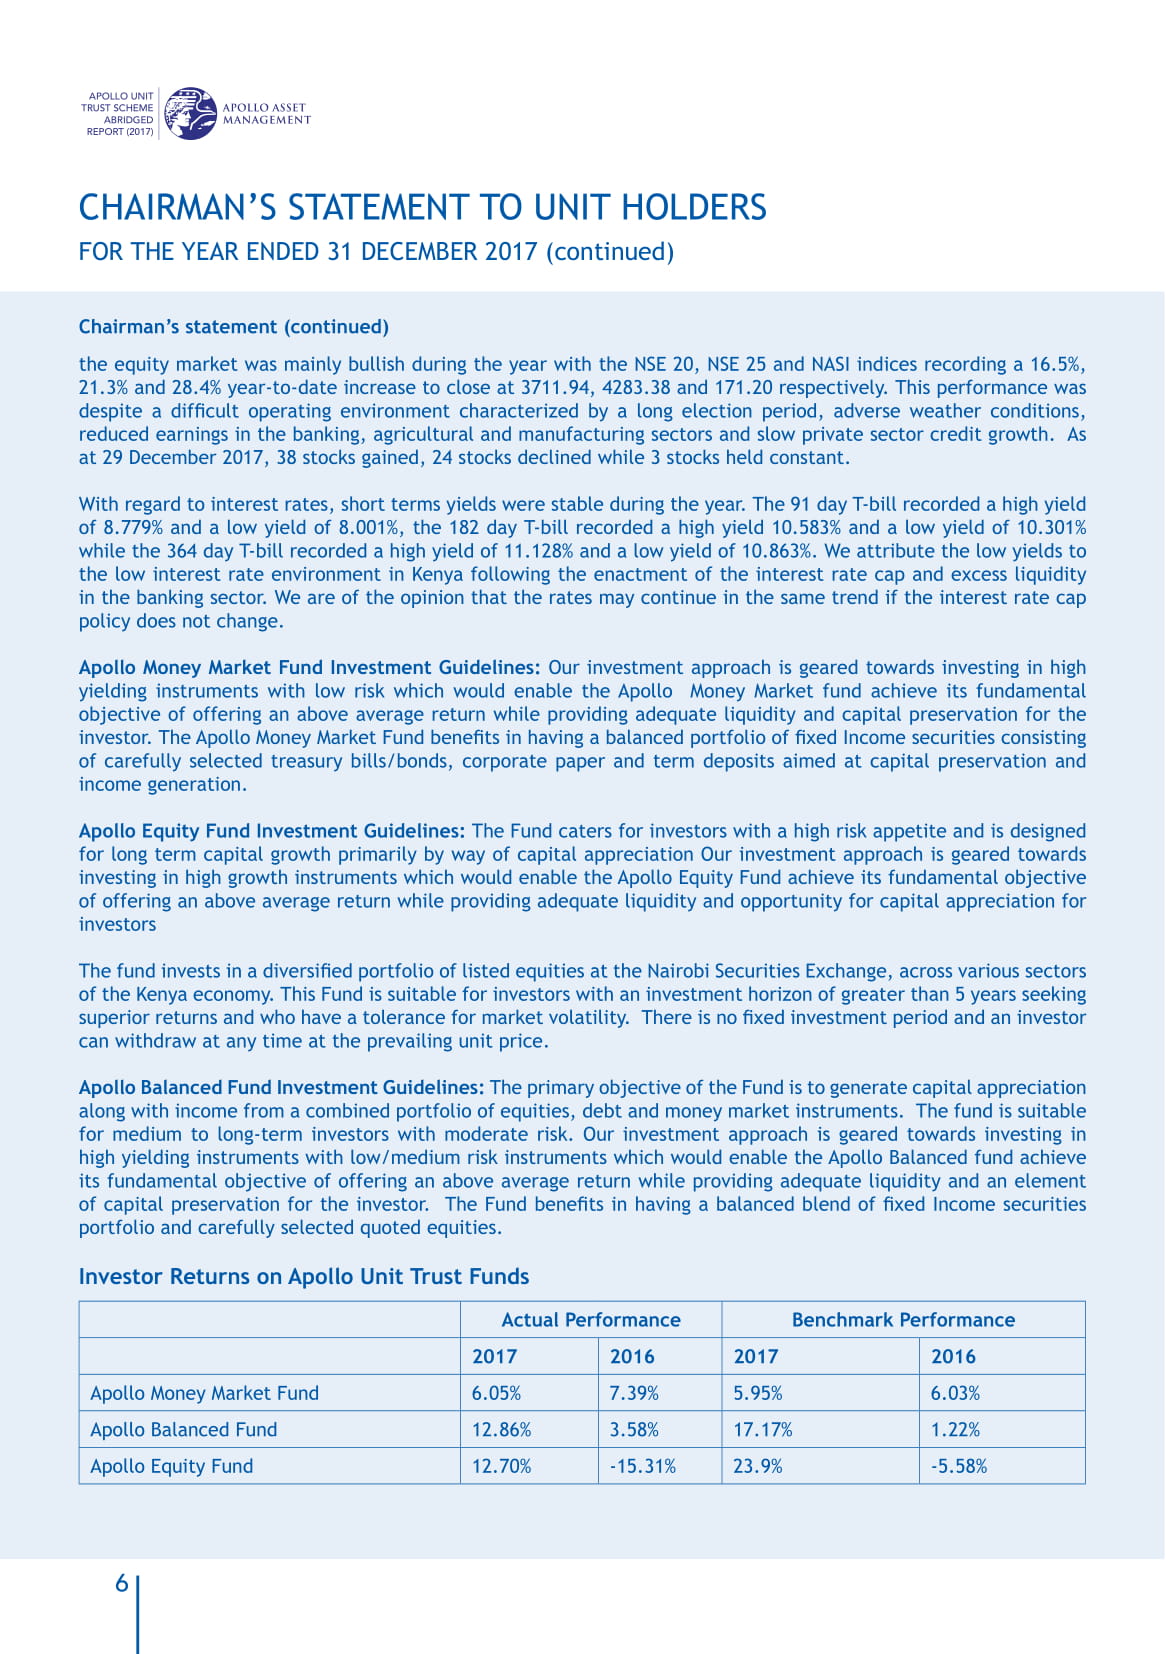 APOLLO UNIT
TRUST SCHEME
ABRIDGED
REPORT (2017)
APOLLO ASSET
MANAGEMENT
CHAIRMAN’S STATEMENT TO UNIT HOLDERS
FOR THE YEAR ENDED 31 DECEMBER 2017 (continued)
Chairman’s statement (continued)
the equity market was mainly bullish during the year with the NSE 20, NSE 25 and NASI indices recording a 16.5%,
21.3% and 28.4% year-to-date increase to close at 3711.94, 4283.38 and 171.20 respectively. This performance was
despite a difficult operating environment characterized by a long election period, adverse weather conditions,
reduced earnings in the banking, agricultural and manufacturing sectors and slow private sector credit growth. As
at 29 December 2017, 38 stocks gained, 24 stocks declined while 3 stocks held constant.
With regard to interest rates, short terms yields were stable during the year. The 91 day T-bill recorded a high yield
of 8.779% and a low yield of 8.001%, the 182 day T-bill recorded a high yield 10.583% and a low yield of 10.301%
while the 364 day T-bill recorded a high yield of 11.128% and a low yield of 10.863%. We attribute the low yields to
the low interest rate environment in Kenya following the enactment of the interest rate cap and excess liquidity
in the banking sector. We are of the opinion that the rates may continue in the same trend if the interest rate cap
policy does not change.
Apollo Money Market Fund Investment Guidelines: Our investment approach is geared towards investing in high
yielding instruments with low risk which would enable the Apollo Money Market fund achieve its fundamental
objective of offering an above average return while providing adequate liquidity and capital preservation for the
investor. The Apollo Money Market Fund benefits in having a balanced portfolio of fixed Income securities consisting
of carefully selected treasury bills/bonds, corporate paper and term deposits aimed at capital preservation and
income generation.
Apollo Equity Fund Investment Guidelines: The Fund caters for investors with a high risk appetite and is designed
for long term capital growth primarily by way of capital appreciation Our investment approach is geared towards
investing in high growth instruments which would enable the Apollo Equity Fund achieve its fundamental objective
of offering an above average return while providing adequate liquidity and opportunity for capital appreciation for
investors
The fund invests in a diversified portfolio of listed equities at the Nairobi Securities Exchange, across various sectors
of the Kenya economy. This Fund is suitable for investors with an investment horizon of greater than 5 years seeking
superior returns and who have a tolerance for market volatility. There is no fixed investment period and an investor
can withdraw at any time at the prevailing unit price.
Apollo Balanced Fund Investment Guidelines: The primary objective of the Fund is to generate capital appreciation
along with income from a combined portfolio of equities, debt and money market instruments. The fund is suitable
for medium to long-term investors with moderate risk. Our investment approach is geared towards investing in
high yielding instruments with low/medium risk instruments which would enable the Apollo Balanced fund achieve
its fundamental objective of offering an above average return while providing adequate liquidity and an element
of capital preservation for the investor. The Fund benefits in having a balanced blend of fixed Income securities
portfolio and carefully selected quoted equities.
Investor Returns on Apollo Unit Trust Funds
Actual Performance Benchmark Performance
2017 2016 2017 2016
Apollo Money Market Fund 6.05% 7.39% 5.95% 6.03%
Apollo Balanced Fund 12.86% 3.58% 17.17% 1.22%
Apollo Equity Fund 12.70% -15.31% 23.9% -5.58%
6